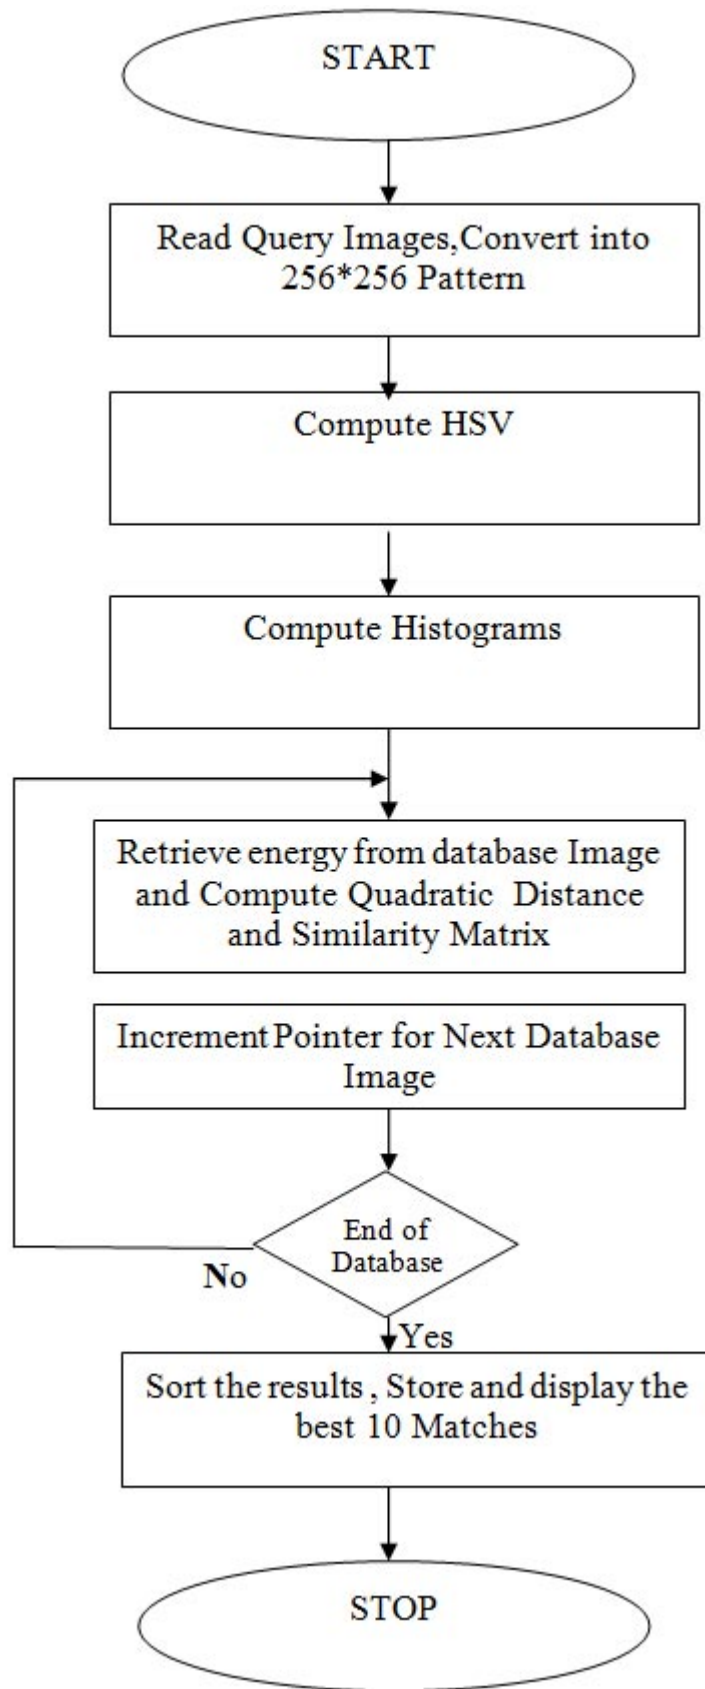 START
Read Query Images,Convert into
256*256 Pattern
Compute HSV
Compute Histograms
Retrieve energy from database Image
and Compute Quadratic Distance
and Similarity Matrix
Increment Pointer for Next Database
Image
End of
Database
No
Yes
Sort the results , Store and display the
best 10 Matches
STOP